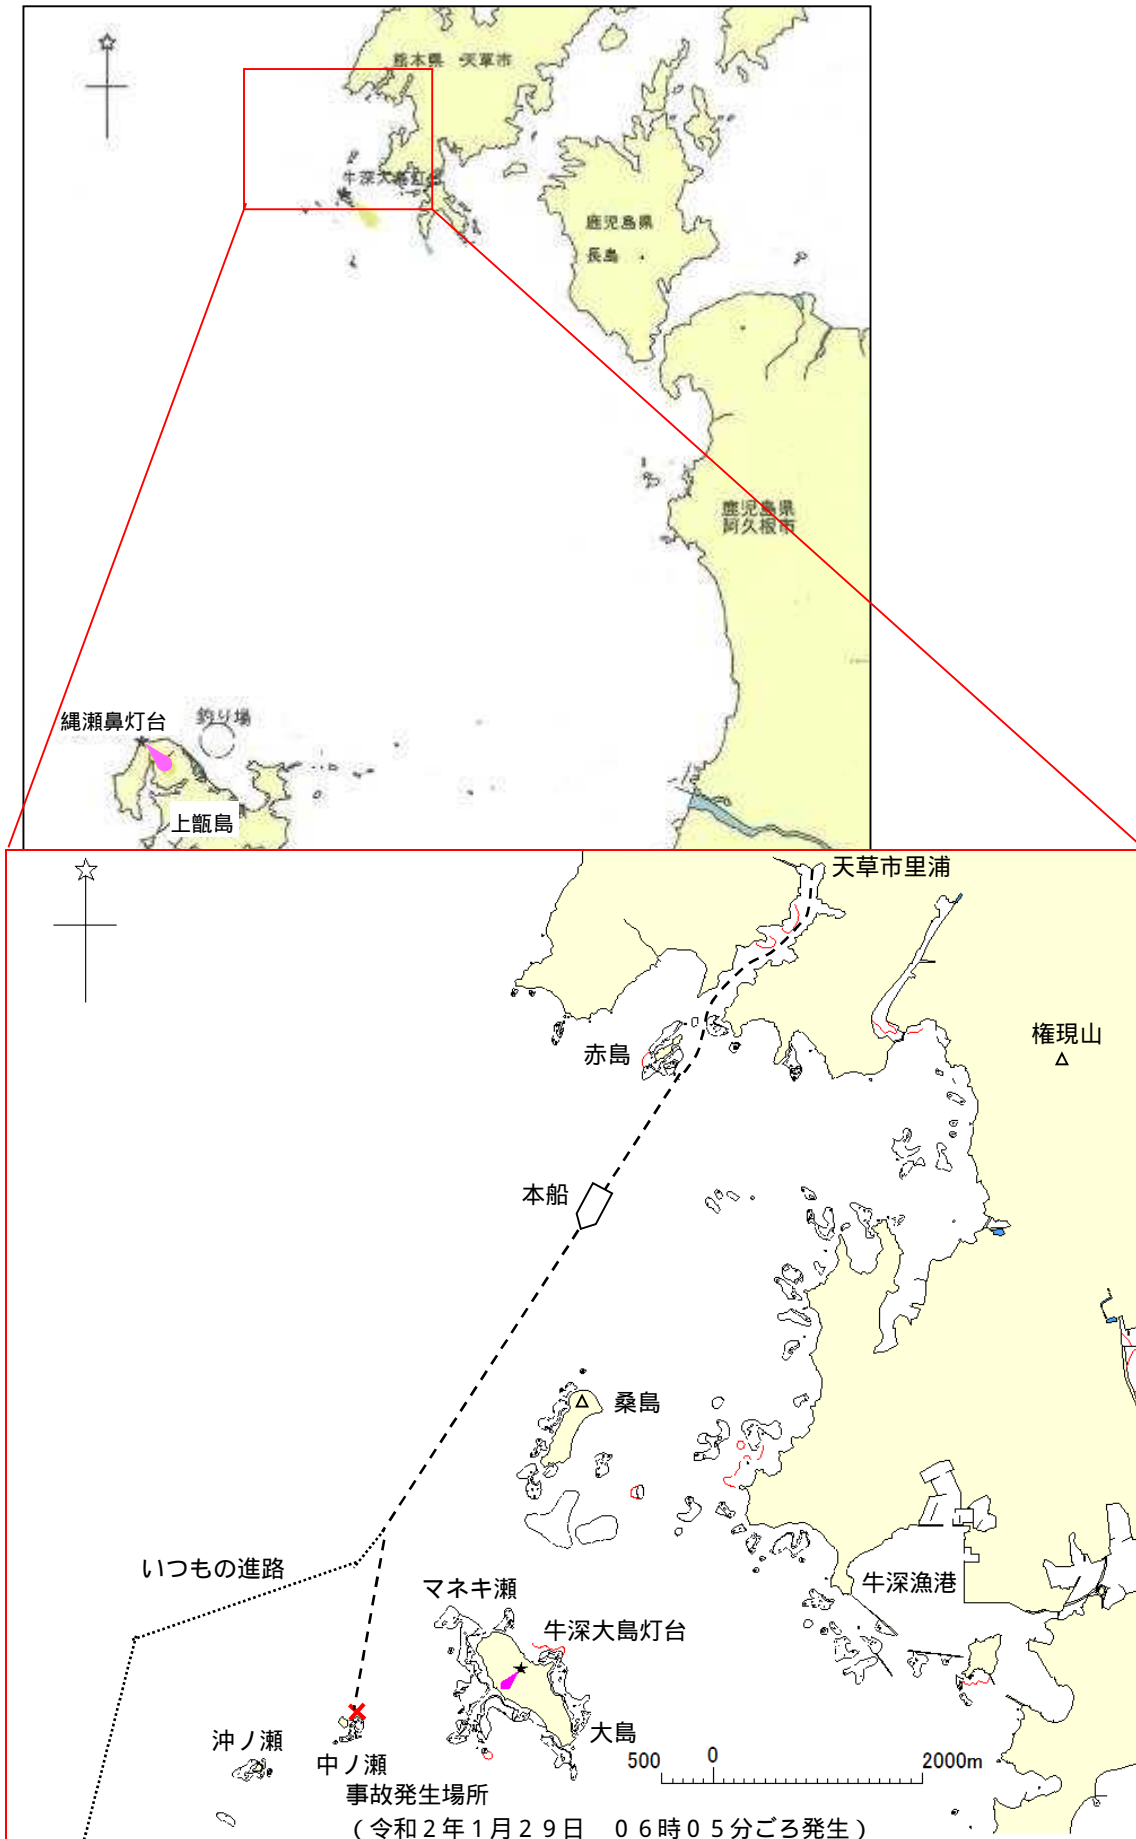 熊本県 天草市
牛深大島灯台
鹿児島県
長島
鹿児島県
阿久根市
縄瀬鼻灯台
釣り場
上甑島
天草市里浦
権現山
赤島
本船
桑島
いつもの進路
マネキ瀬
牛深漁港
牛深大島灯台
大島
沖ノ瀬
中ノ瀬
500 0 2000m
事故発生場所
(令和2年1月29日 06時05分ごろ発生)